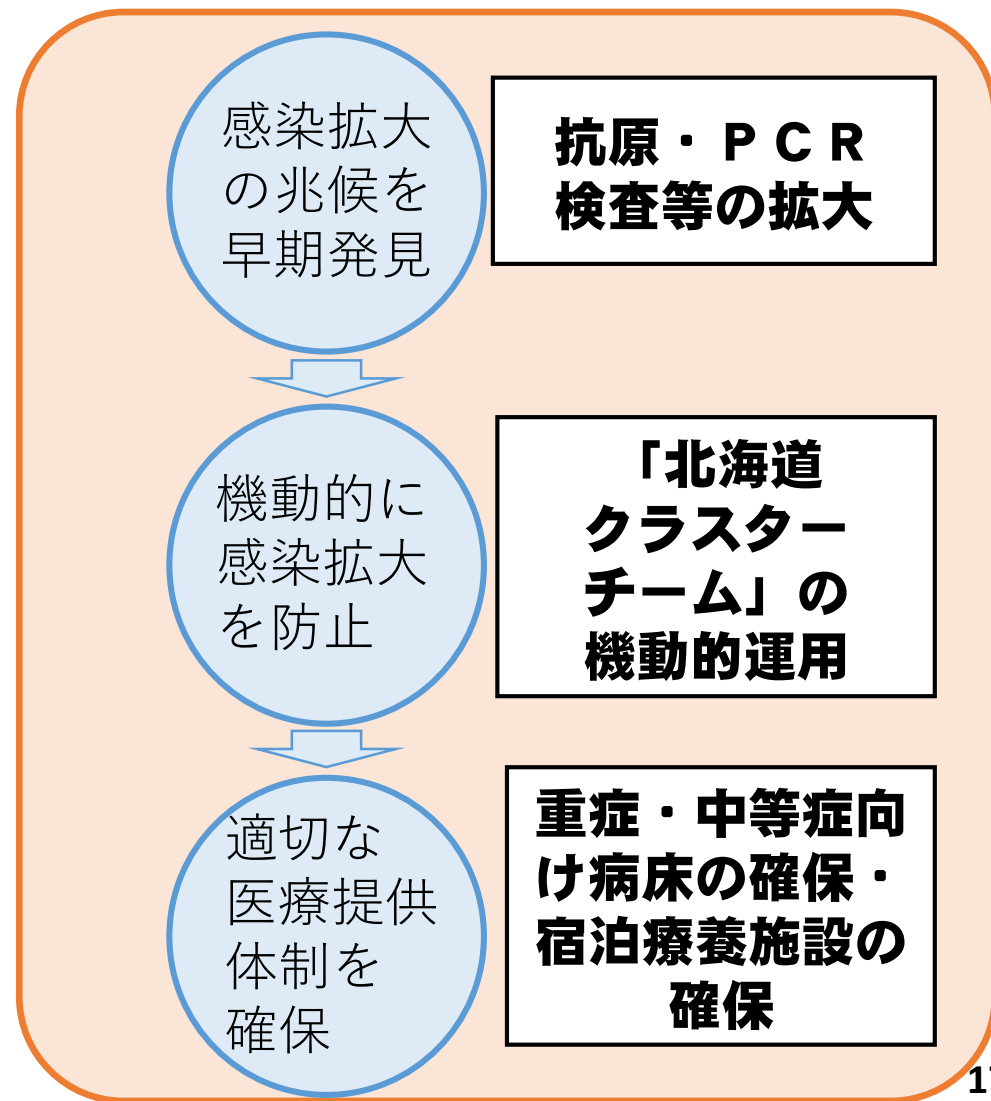 感染拡大
の兆候を
早期発見
抗原・ＰＣＲ
検査等の拡大
機動的に
感染拡大
を防止
「北海道
クラスター
チーム」の
機動的運用
適切な
医療提供
体制を
確保
重症・中等症向
け病床の確保・
宿泊療養施設の
確保